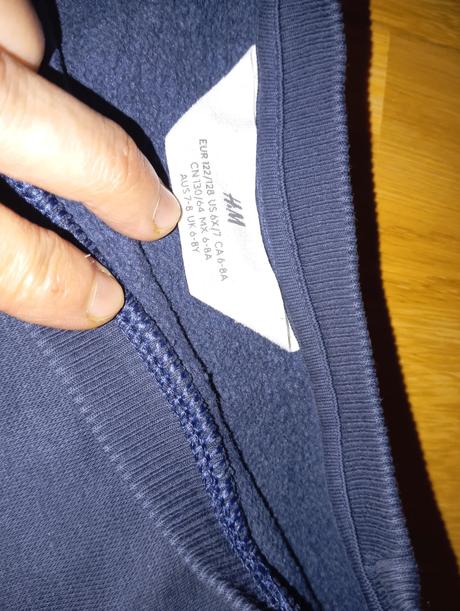 H&M
EUR 122/128 US 6X/7 CA 6-8A
CN 130/64 MX 6-8A
AUS 7-8 UK 6-8Y